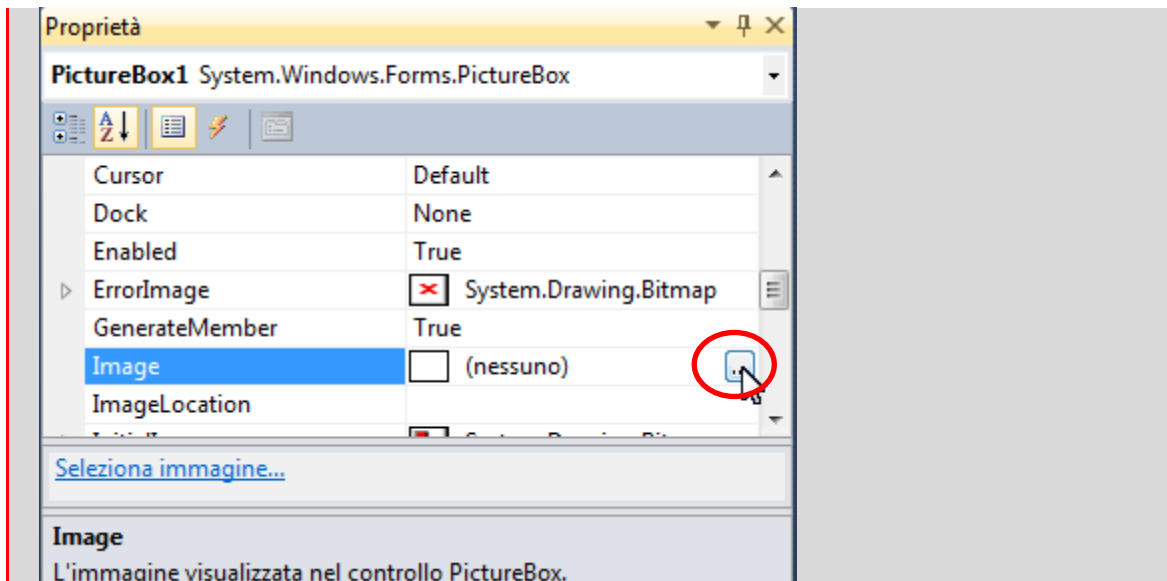 Proprietà
PictureBox1 System.Windows.Forms.PictureBox
Cursor Default
Dock None
Enabled True
ErrorImage System.Drawing.Bitmap
GenerateMember True
Image (nessuno)
ImageLocation
Seleziona immagine...
Image
L'immagine visualizzata nel controllo PictureBox.